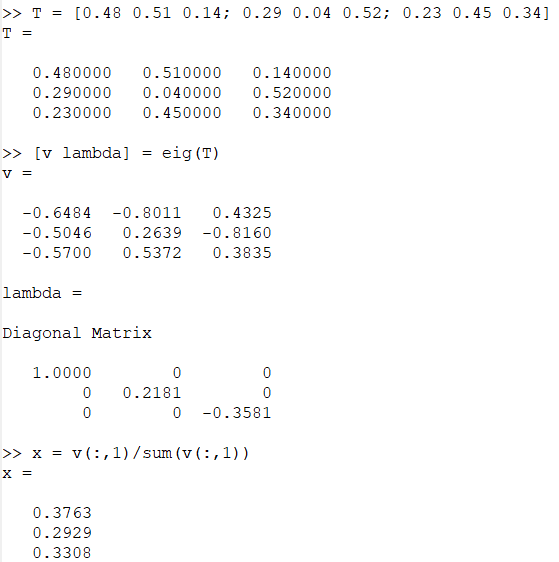 >> T = [0.48 0.51 0.14; 0.29 0.04 0.52; 0.23 0.45 0.34]
T =
0.480000 0.510000 0.140000
0.290000 0.040000 0.520000
0.230000 0.450000 0.340000
>> [v lambda] = eig(T)
v =
-0.6484 -0.8011 0.4325
-0.5046 0.2639 -0.8160
-0.5700 0.5372 0.3835
lambda =
Diagonal Matrix
1.0000 0 0
0 0.2181 0
0 0 -0.3581
>> x = v(:,1)/sum(v(:,1))
x =
0.3763
0.2929
0.3308